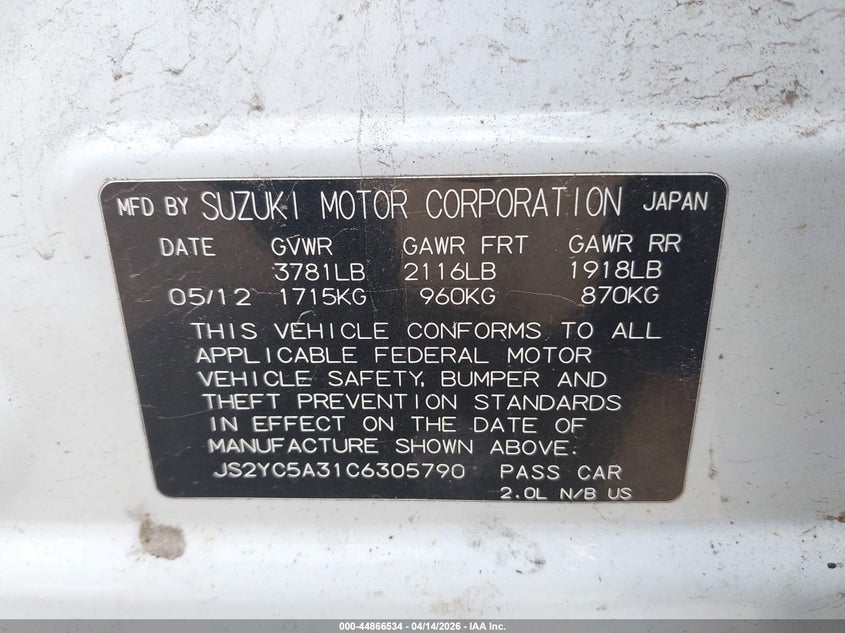 MFD BY SUZUKI MOTOR CORPORATION JAPAN
DATE GVWR GAWR FRT GAWR RR
3781LB 2116LB 1918LB
05/12 1715KG 960KG 870KG
THIS VEHICLE CONFORMS TO ALL
APPLICABLE FEDERAL MOTOR
VEHICLE SAFETY, BUMPER AND
THEFT PREVENTION STANDARDS
IN EFFECT ON THE DATE OF
MANUFACTURE SHOWN ABOVE.
JS2YC5A31C6305790 PASS CAR
2.0L N/B US
000-44866534 - 04/14/2026 - IAA Inc.